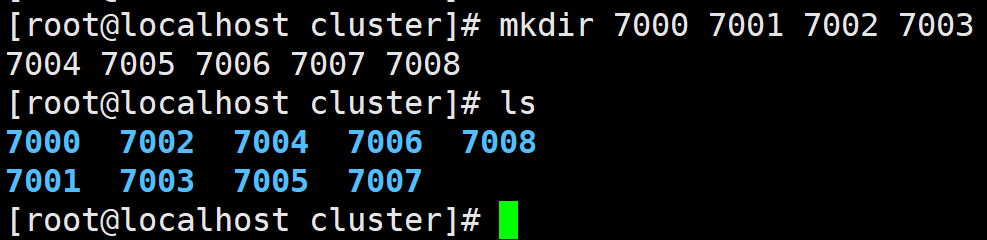 [root@localhost cluster]# mkdir 7000 7001 7002 7003
7004 7005 7006 7007 7008
[root@localhost cluster]# ls
7000  7002  7004  7006  7008
7001  7003  7005  7007
[root@localhost cluster]#